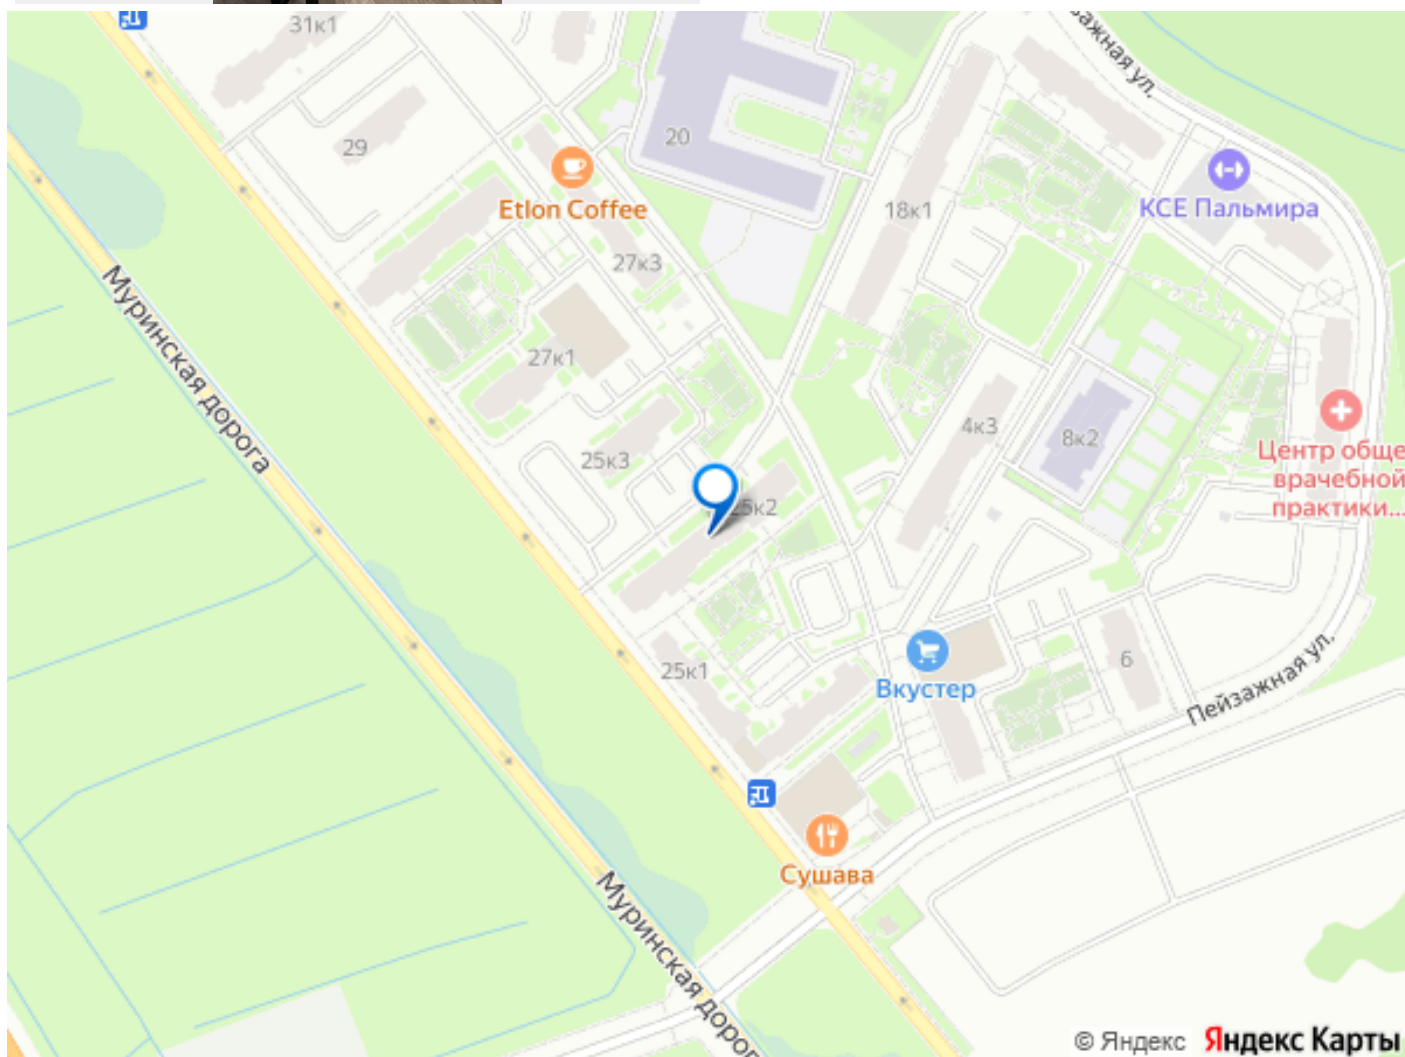 31к1
ажная ул.
29
20
Etlon Coffee
18к1
КСЕ Пальмира
27к3
Муринская дорога
27к1
4к3
8к2
25к3
Центр обще
врачебной
практики...
25к2
25к1
6
Вкустер
Пейзажная ул.
Сушава
Муринская дорог
© Яндекс Яндекс Карты